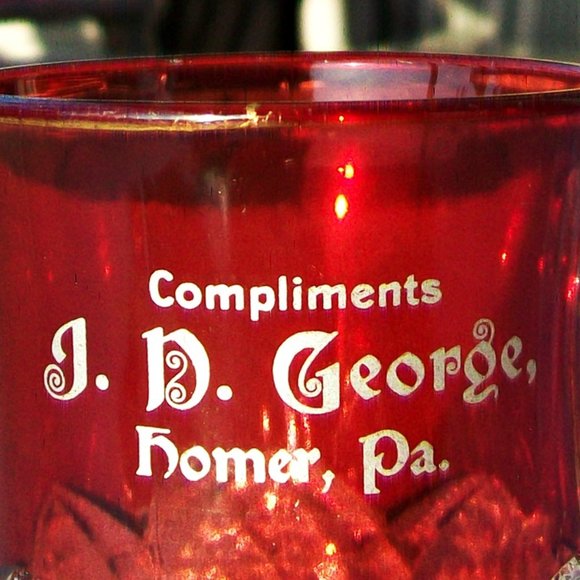 Compliments
J. D. George,
Homer, Pa.